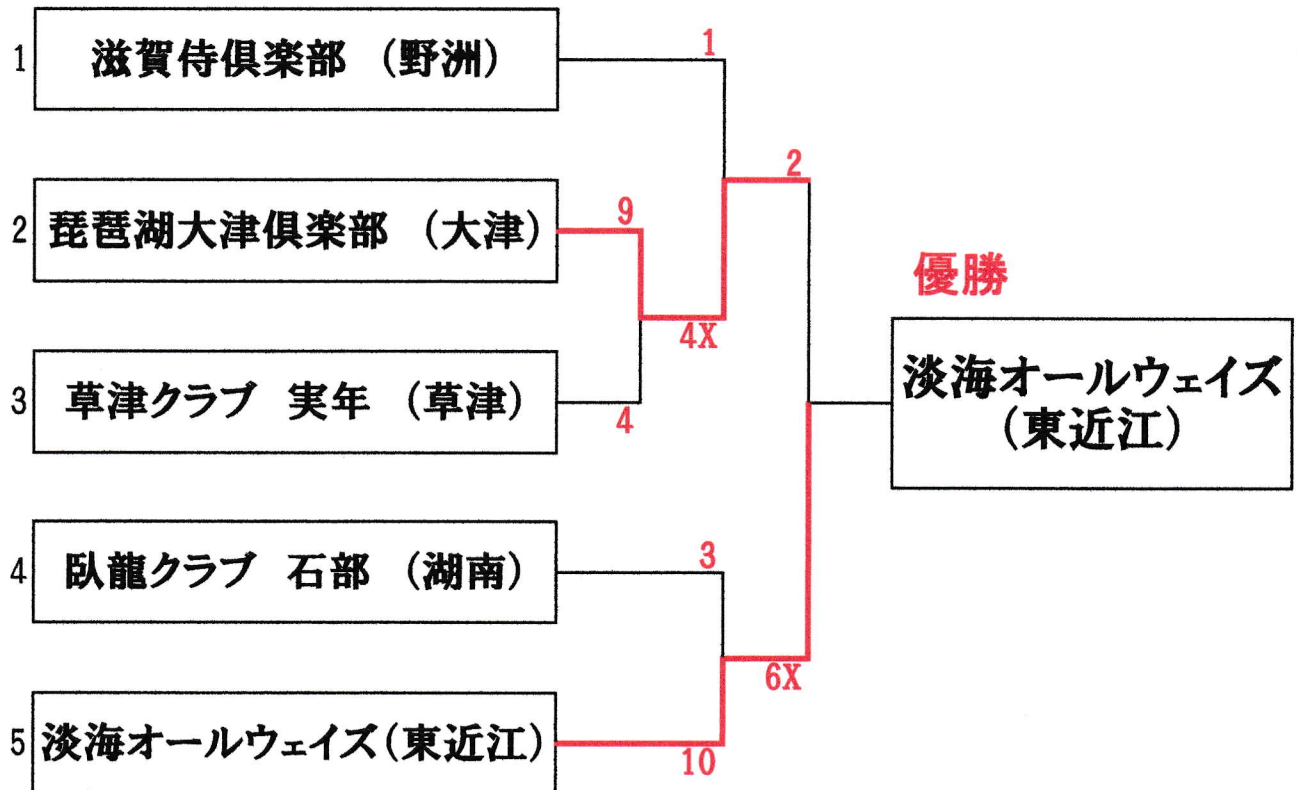 1 滋賀侍倶楽部 (野洲)
1
2
2 琵琶湖大津倶楽部 (大津)
9
優勝
4X
淡海オールウェイズ
(東近江)
3 草津クラブ 実年 (草津)
4
4 臥龍クラブ 石部 (湖南)
3
6X
5 淡海オールウェイズ(東近江)
10